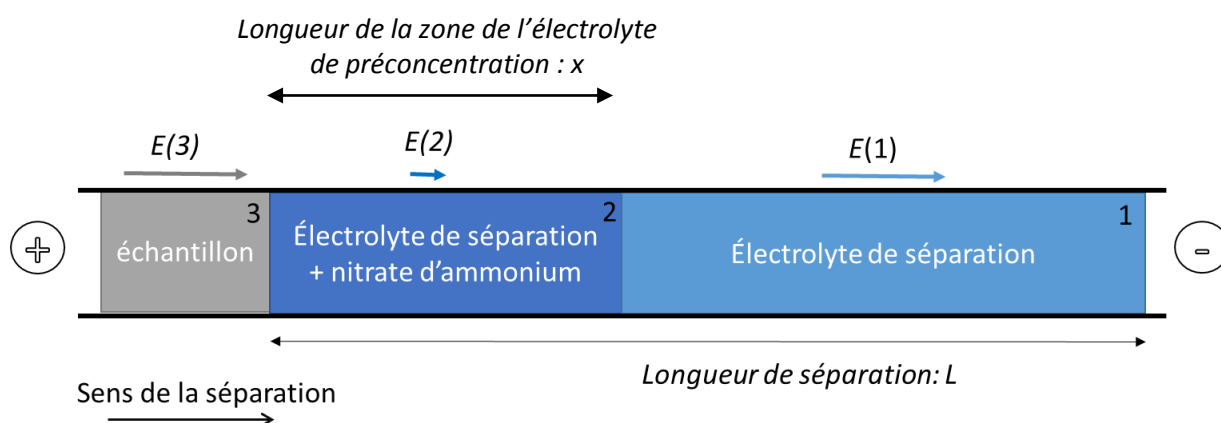 Longueur de la zone de l’électrolyte
de préconcentration : x
E(3)
E(2)
E(1)
3
2
1
échantillon
Électrolyte de séparation
+ nitrate d’ammonium
Électrolyte de séparation
+
-
Longueur de séparation: L
Sens de la séparation